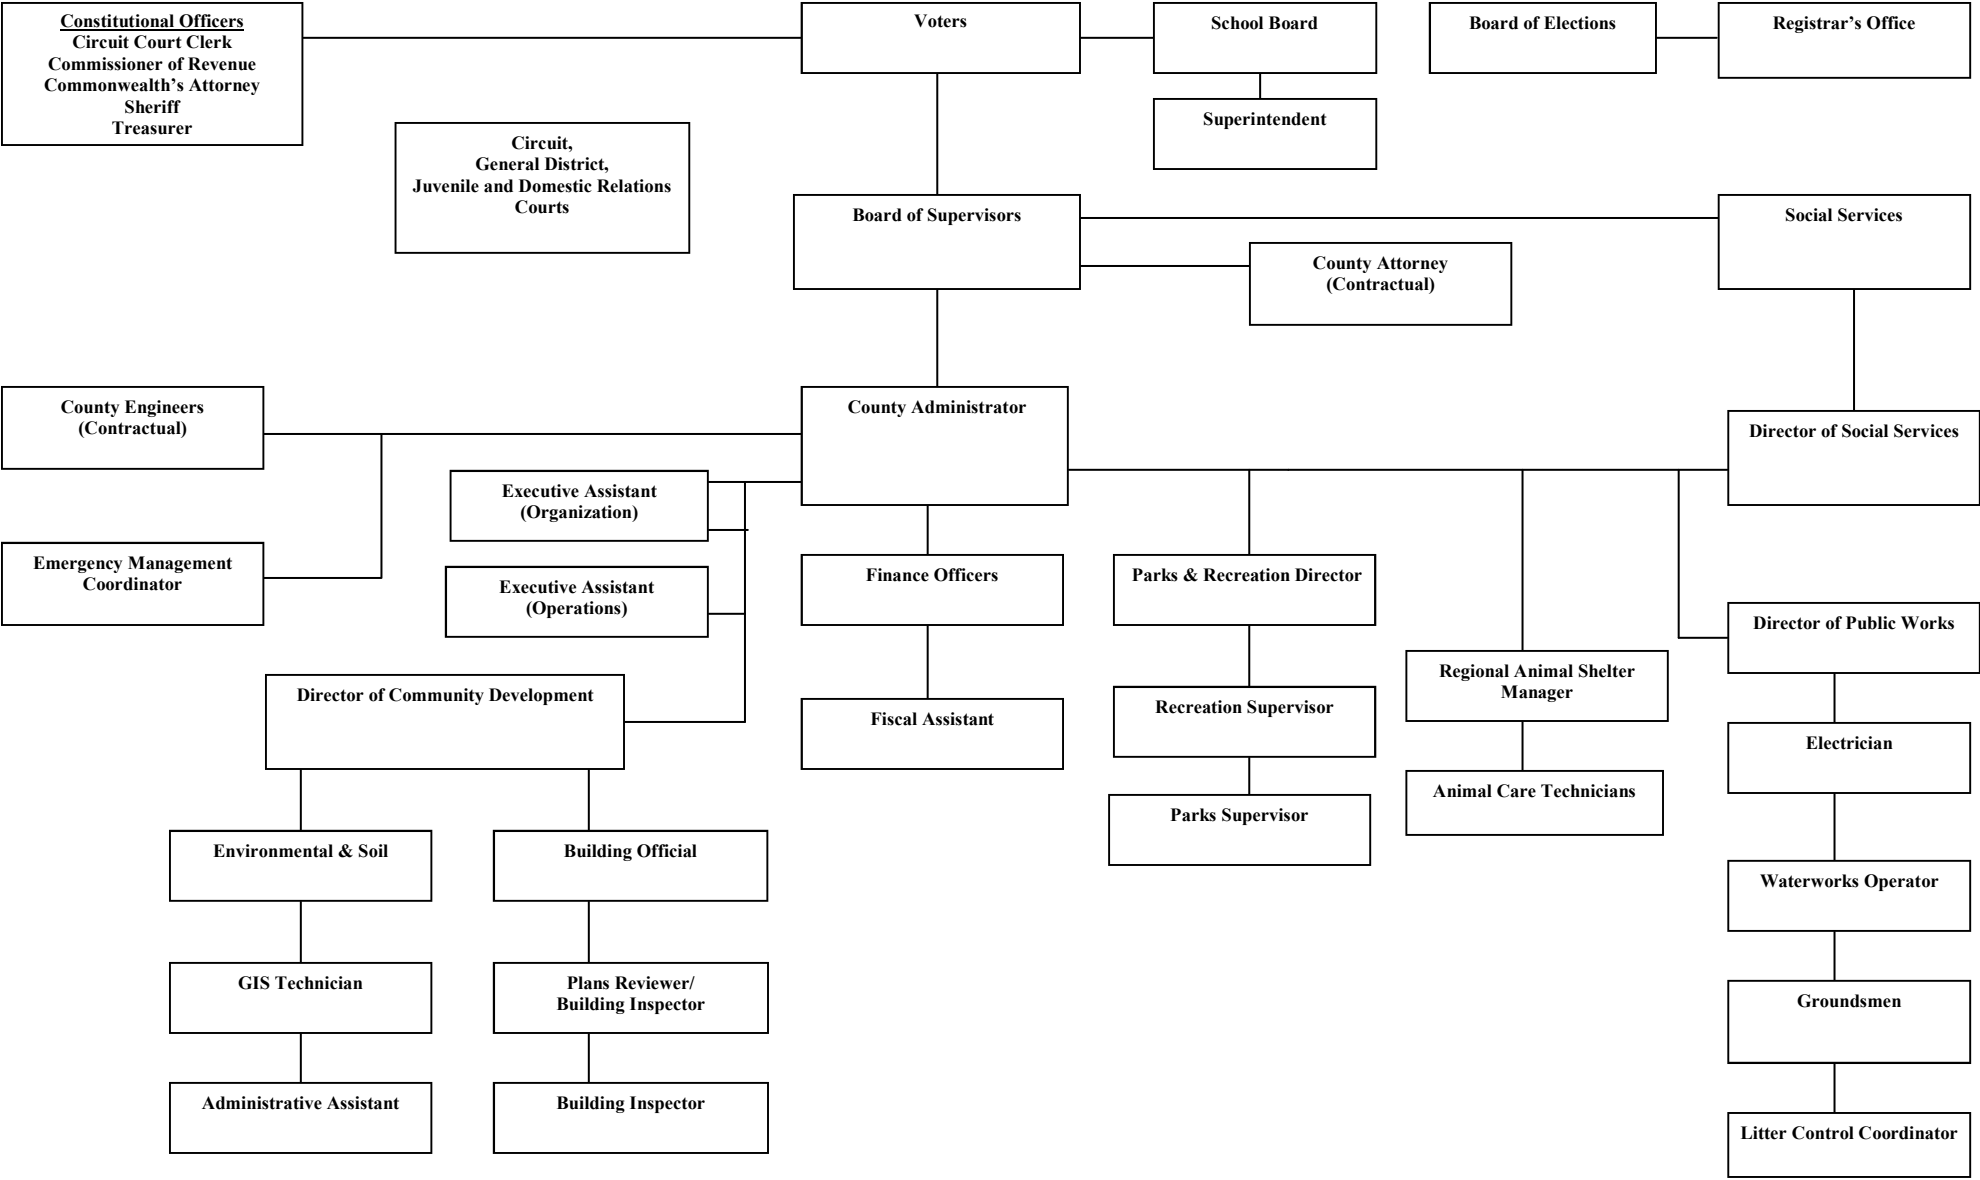 Constitutional Officers
Circuit Court Clerk
Commissioner of Revenue
Commonwealth’s Attorney
Sheriff
Treasurer
Voters
School Board
Board of Elections
Registrar’s Office
Superintendent
Circuit,
General District,
Juvenile and Domestic Relations
Courts
Board of Supervisors
Social Services
County Attorney
(Contractual)
County Engineers
(Contractual)
County Administrator
Director of Social Services
Executive Assistant
(Organization)
Emergency Management
Coordinator
Executive Assistant
(Operations)
Finance Officers
Parks & Recreation Director
Director of Public Works
Regional Animal Shelter
Manager
Director of Community Development
Fiscal Assistant
Recreation Supervisor
Electrician
Animal Care Technicians
Parks Supervisor
Environmental & Soil
Building Official
Waterworks Operator
GIS Technician
Plans Reviewer/
Building Inspector
Groundsmen
Administrative Assistant
Building Inspector
Litter Control Coordinator